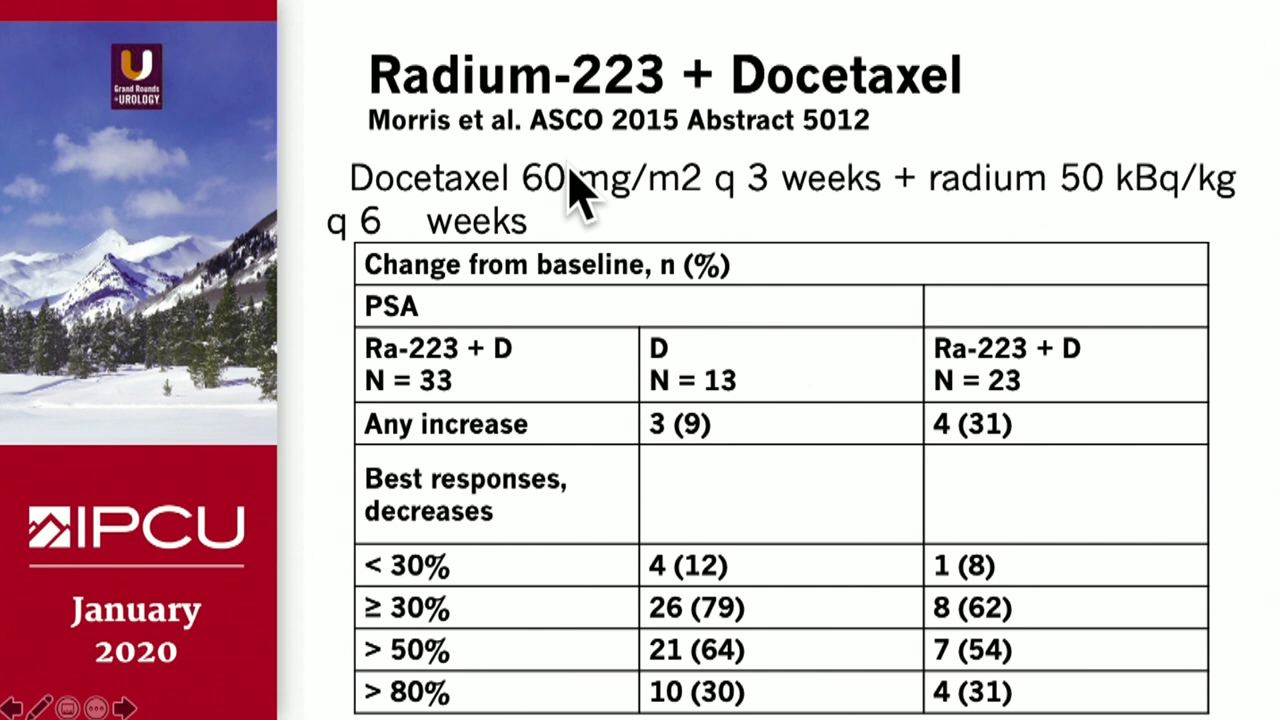 U
Grand Rounds
in UROLOGY
IPCU
January
2020
Radium-223 + Docetaxel
Morris et al. ASCO 2015 Abstract 5012
Docetaxel 60 mg/m2 q 3 weeks + radium 50 kBq/kg
q 6 weeks
Change from baseline, n (%)
PSA
Ra-223 + D D Ra-223 + D
N = 33 N = 13 N = 23
Any increase 3 (9) 4 (31)
Best responses,
decreases
< 30% 4 (12) 1 (8)
≥ 30% 26 (79) 8 (62)
> 50% 21 (64) 7 (54)
> 80% 10 (30) 4 (31)